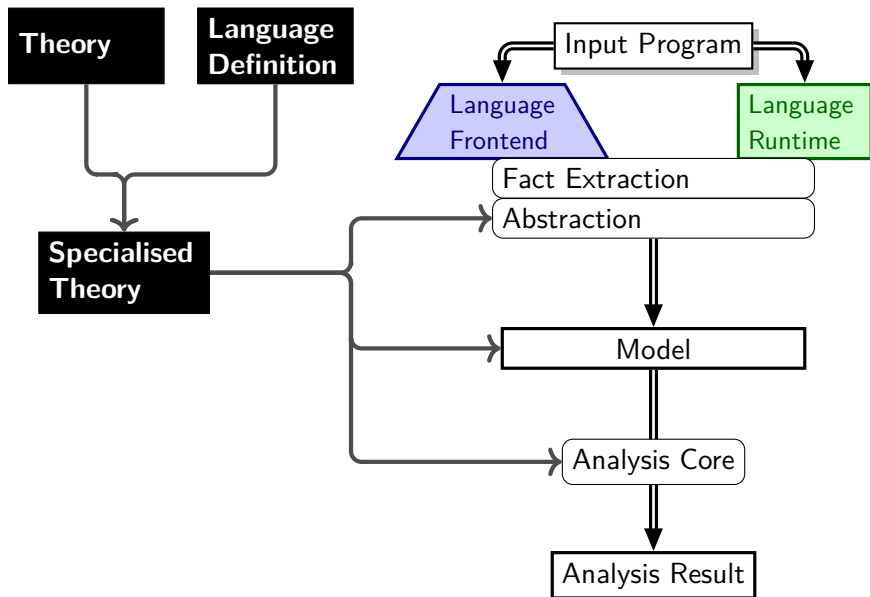 Theory
Language
Definition
Input Program
Language
Frontend
Language
Runtime
Fact Extraction
Abstraction
Specialised
Theory
Model
Analysis Core
Analysis Result